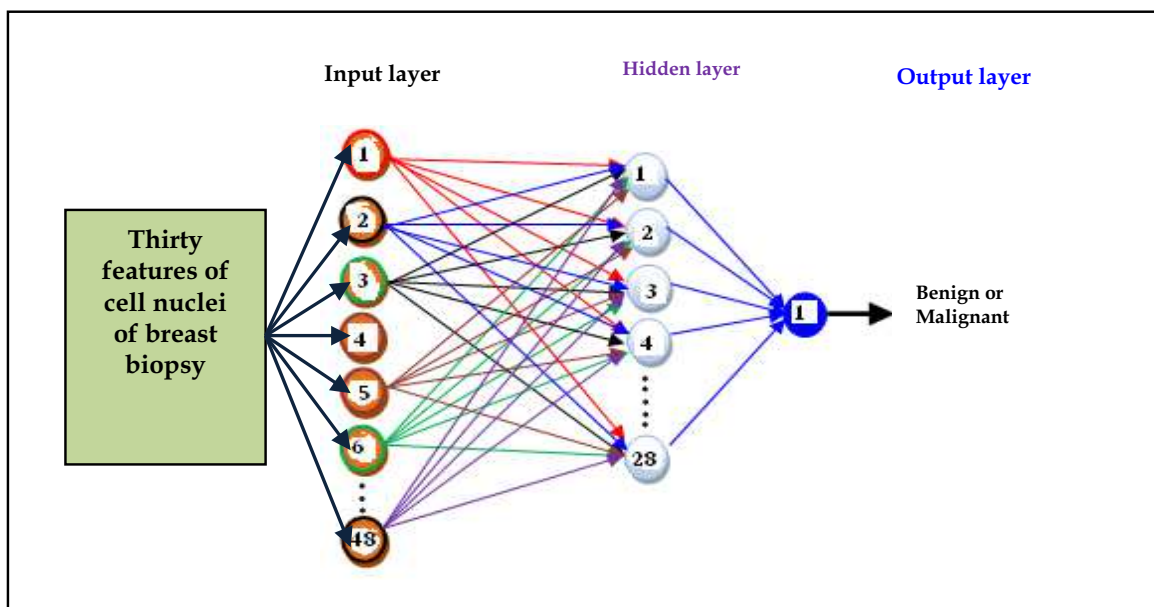 Input layer
Hidden layer
Output layer
Thirty
features of
cell nuclei
of breast
biopsy
1
2
3
4
5
6
48
1
2
3
4
28
1
Benign or
Malignant